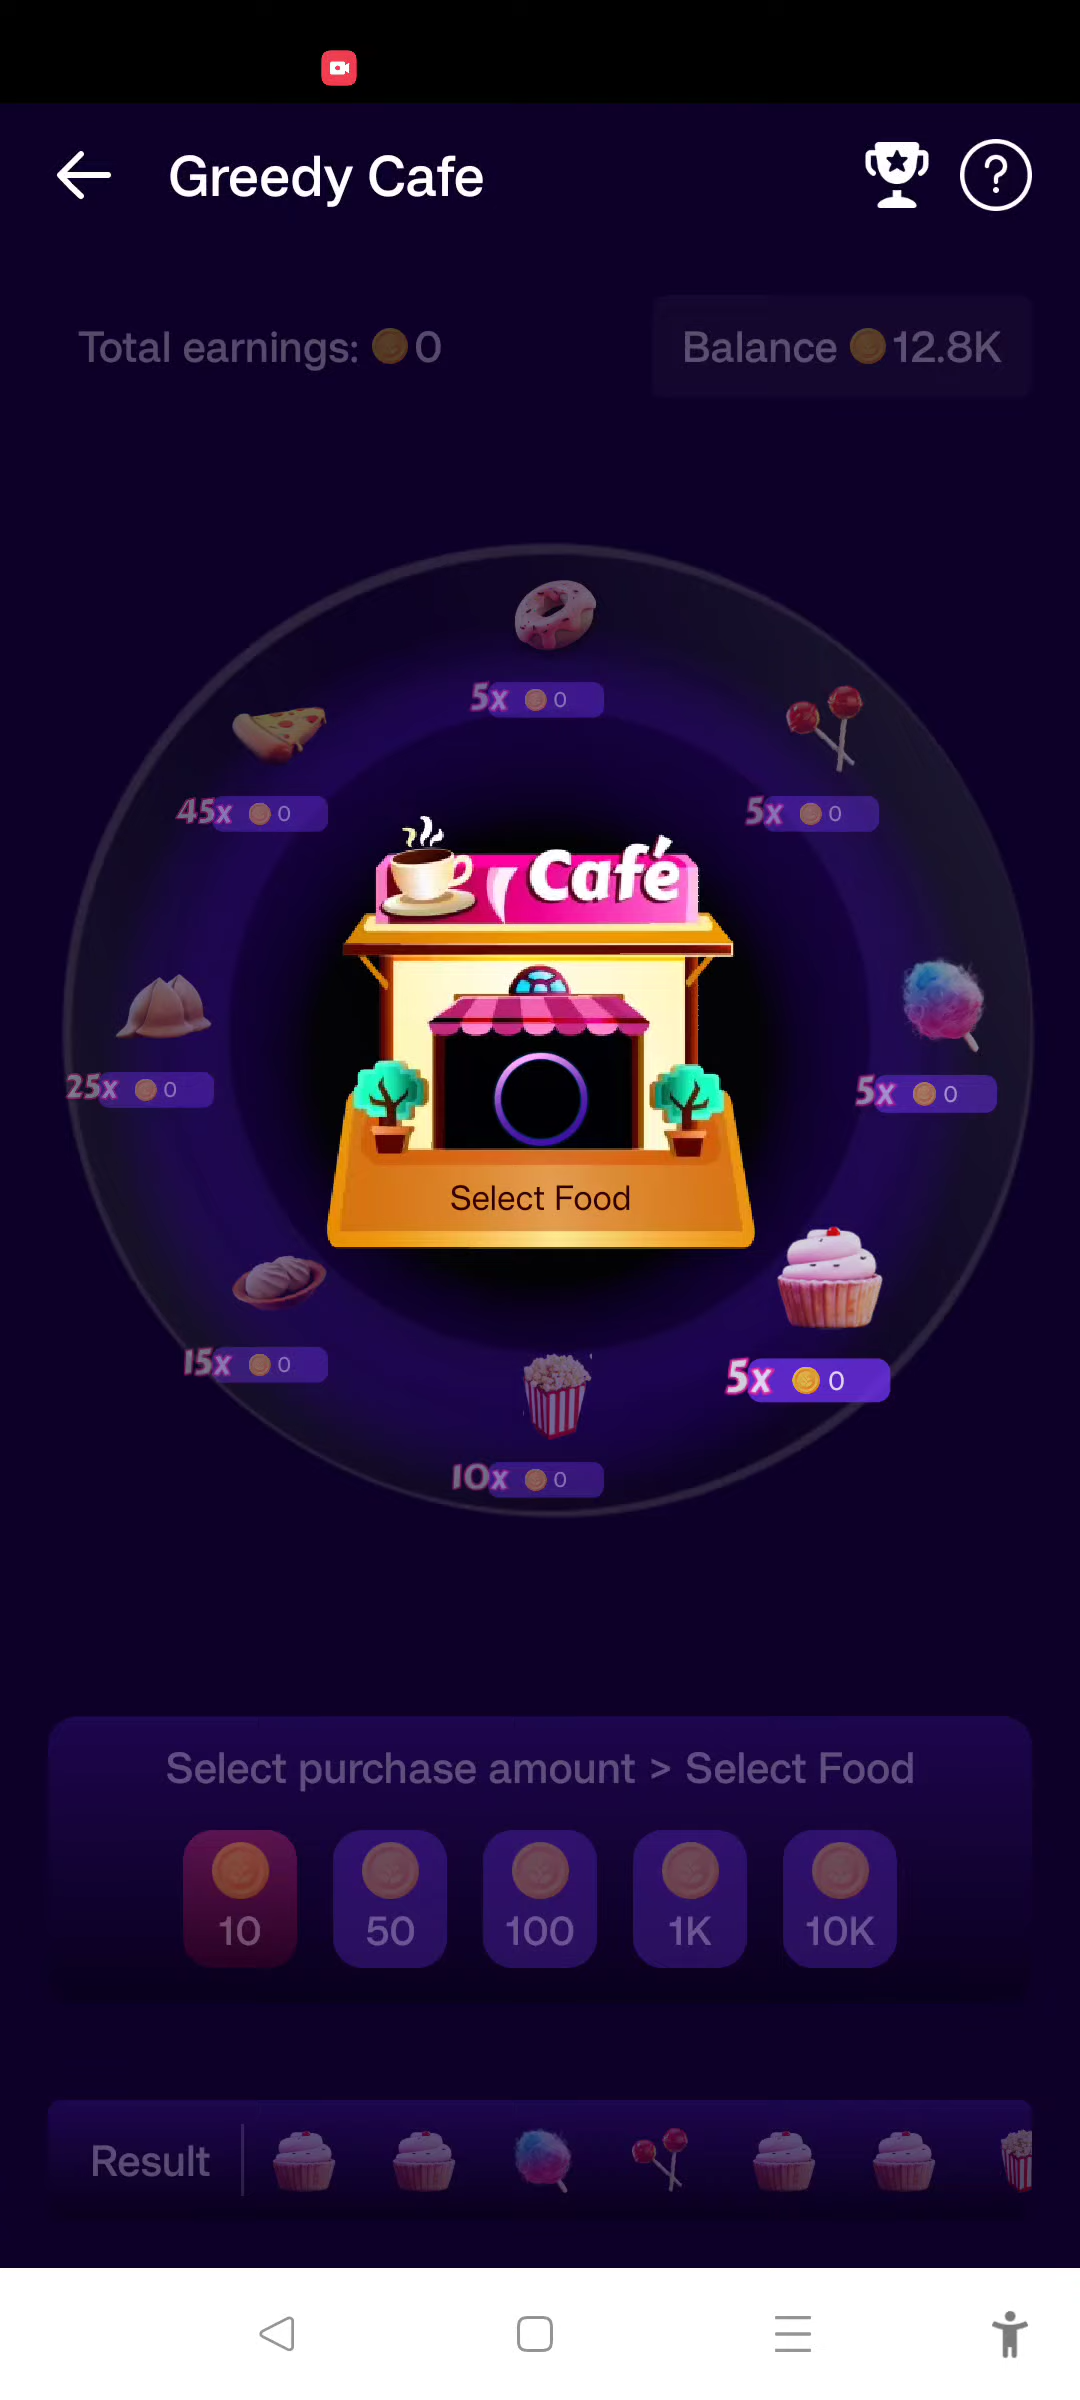 Greedy Cafe
Total earnings: 0
Balance 12.8K
5x 0
45x 0
5x 0
Café
25x 0
5x 0
Select Food
15x 0
5x 0
10x 0
Select purchase amount > Select Food
10 50 100 1K 10K
Result